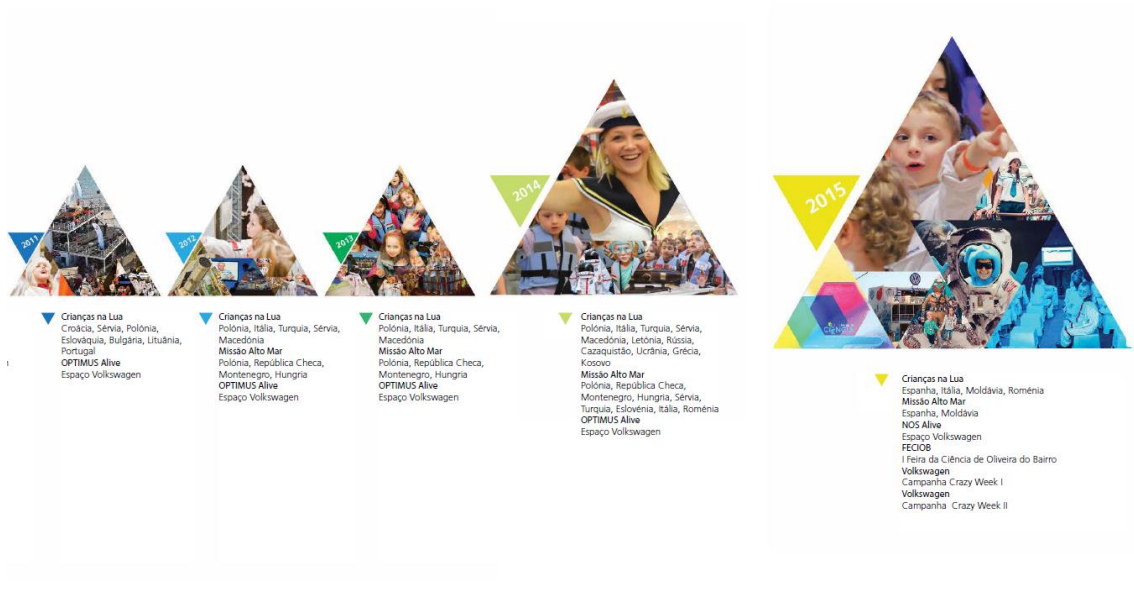 2011
Crianças na Lua
Croácia, Sérvia, Polónia,
Eslováquia, Bulgária, Lituânia,
Portugal
OPTIMUS Alive
Espaço Volkswagen
2012
Crianças na Lua
Polónia, Itália, Turquia, Sérvia,
Macedónia
Missão Alto Mar
Polónia, República Checa,
Montenegro, Hungria
OPTIMUS Alive
Espaço Volkswagen
2013
Crianças na Lua
Polónia, Itália, Turquia, Sérvia,
Macedónia
Missão Alto Mar
Polónia, República Checa,
Montenegro, Hungria
OPTIMUS Alive
Espaço Volkswagen
2014
Crianças na Lua
Polónia, Itália, Turquia, Sérvia,
Macedónia, Letónia, Rússia,
Cazaquistão, Ucrânia, Grécia,
Kosovo
Missão Alto Mar
Polónia, República Checa,
Montenegro, Hungria, Sérvia,
Turquia, Eslovénia, Itália, Roménia
OPTIMUS Alive
Espaço Volkswagen
2015
Crianças na Lua
Espanha, Itália, Moldávia, Roménia
Missão Alto Mar
Espanha, Moldávia
NOS Alive
Espaço Volkswagen
FECIOB
I Feira da Ciência de Oliveira do Bairro
Volkswagen
Campanha Crazy Week I
Volkswagen
Campanha  Crazy Week II